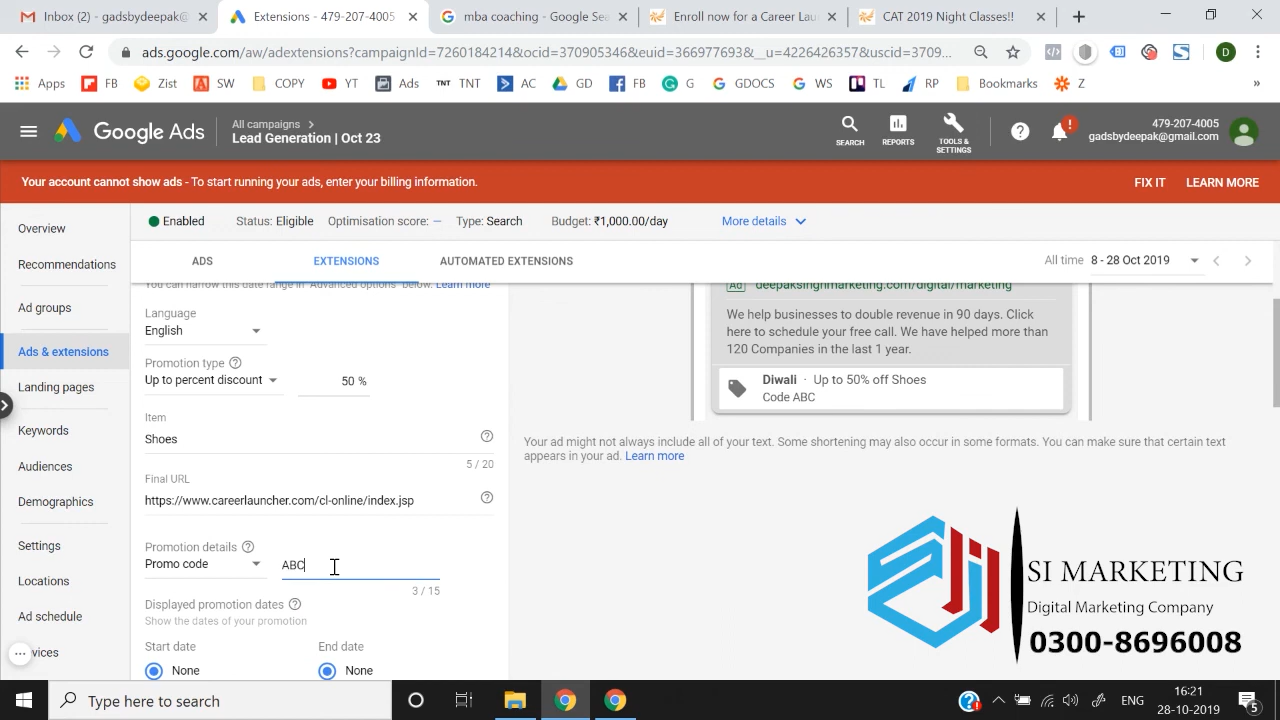 Inbox (2) - gadsbydeepak@
Extensions - 479-207-4005
mba coaching - Google Sea
Enroll now for a Career Lau
CAT 2019 Night Classes!!
ads.google.com/aw/adextensions?campaignId=7260184214&ocid=370905346&euid=366977693&__u=4226426357&uscid=3709...
D
Apps
FB
Zist
SW
COPY
YT
Ads
TNT TNT
AC
GD
FB
G
GDOCS
WS
TL
RP
Bookmarks
Z
»
Google Ads
All campaigns
Lead Generation | Oct 23
SEARCH
REPORTS
TOOLS & SETTINGS
479-207-4005
gadsbydeepak@gmail.com
Your account cannot show ads - To start running your ads, enter your billing information.
FIX IT
LEARN MORE
Enabled
Status: Eligible
Optimisation score: —
Type: Search
Budget: ₹1,000.00/day
More details
Overview
Recommendations
Ad groups
Ads & extensions
Landing pages
Keywords
Audiences
Demographics
Settings
Locations
Ad schedule
vices
ADS
EXTENSIONS
AUTOMATED EXTENSIONS
All time 8 - 28 Oct 2019
You can narrow this date range in "Advanced options" below. Learn more
Language
English
Promotion type
Up to percent discount
50 %
Item
Shoes
5 / 20
Final URL
https://www.careerlauncher.com/cl-online/index.jsp
Promotion details
Promo code
ABC
3 / 15
Displayed promotion dates
Show the dates of your promotion
Start date
None
End date
None
Ad deepaksinghmarketing.com/digital/marketing
We help businesses to double revenue in 90 days. Click
here to schedule your free call. We have helped more than
120 Companies in the last 1 year.
Diwali · Up to 50% off Shoes
Code ABC
Your ad might not always include all of your text. Some shortening may also occur in some formats. You can make sure that certain text
appears in your ad. Learn more
SI MARKETING
Digital Marketing Company
0300-8696008
Type here to search
ENG
16:21
28-10-2019
5